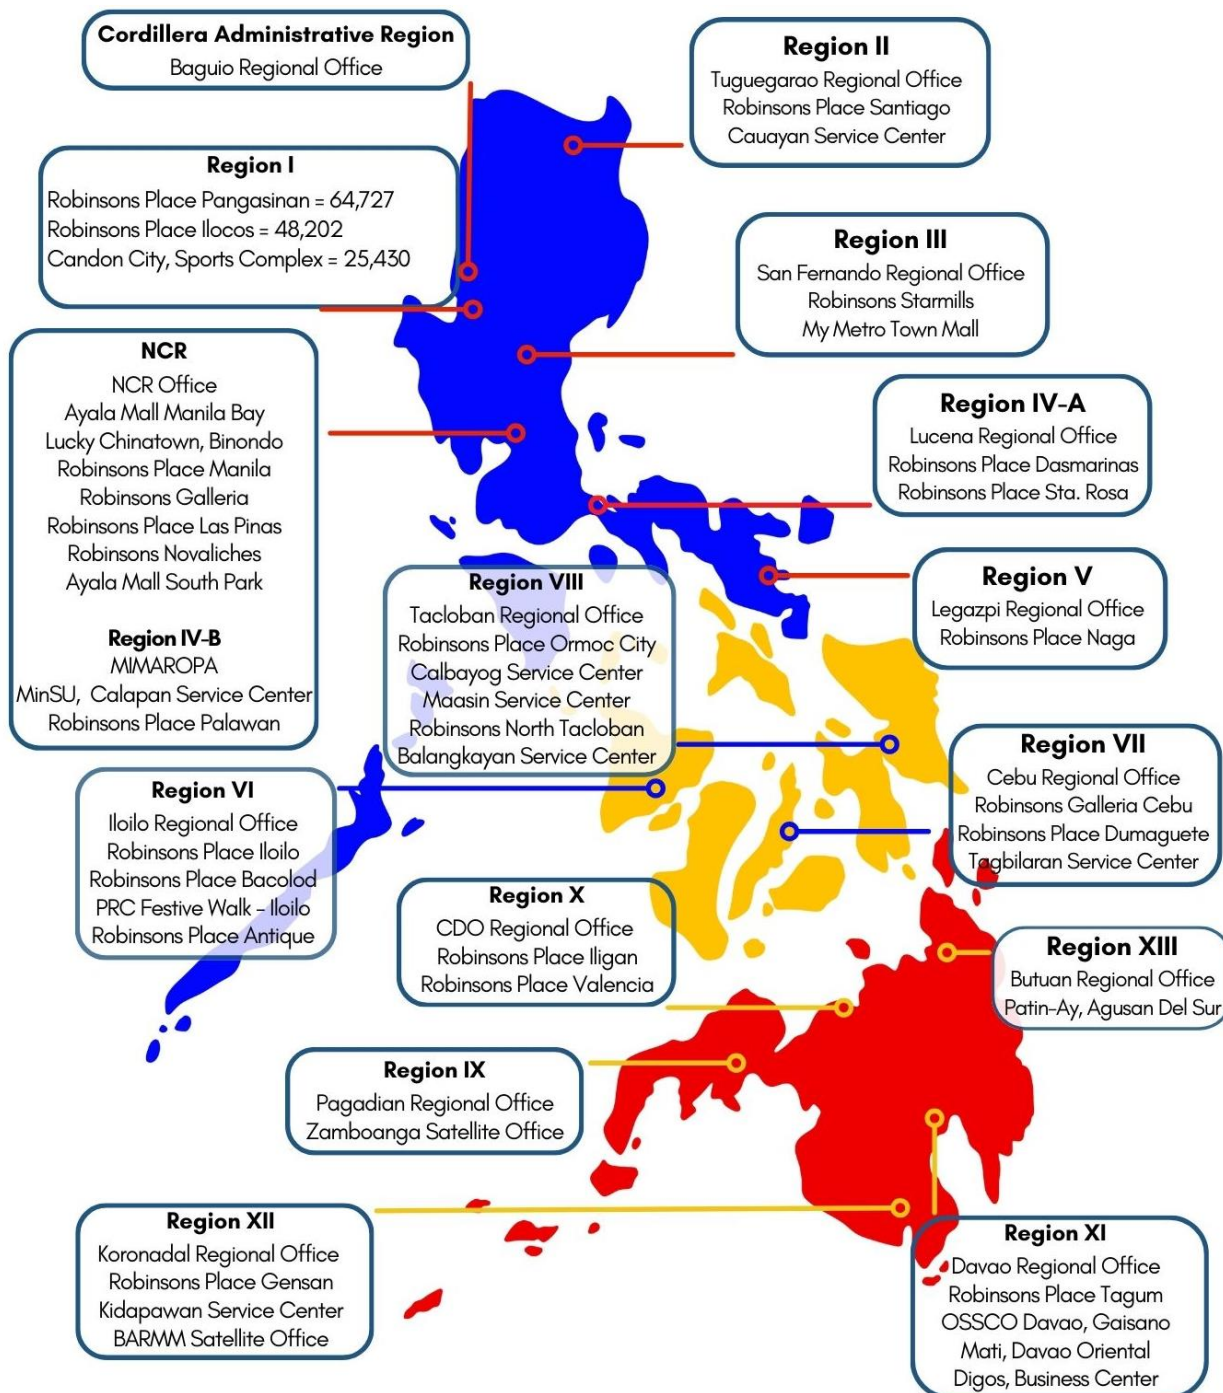 Cordillera Administrative Region
Baguio Regional Office
Region II
Tuguegarao Regional Office
Robinsons Place Santiago
Cauayan Service Center
Region I
Robinsons Place Pangasinan = 64,727
Robinsons Place Ilocos = 48,202
Candon City, Sports Complex = 25,430
Region III
San Fernando Regional Office
Robinsons Starmills
My Metro Town Mall
NCR
NCR Office
Ayala Mall Manila Bay
Lucky Chinatown, Binondo
Robinsons Place Manila
Robinsons Galleria
Robinsons Place Las Pinas
Robinsons Novaliches
Ayala Mall South Park
Region IV-B
MIMAROPA
MinSU, Calapan Service Center
Robinsons Place Palawan
Region IV-A
Lucena Regional Office
Robinsons Place Dasmarinas
Robinsons Place Sta. Rosa
Region V
Legazpi Regional Office
Robinsons Place Naga
Region VIII
Tacloban Regional Office
Robinsons Place Ormoc City
Calbayog Service Center
Maasin Service Center
Robinsons North Tacloban
Balangkayan Service Center
Region VII
Cebu Regional Office
Robinsons Galleria Cebu
Robinsons Place Dumaguete
Tagbilaran Service Center
Region VI
Iloilo Regional Office
Robinsons Place Iloilo
Robinsons Place Bacolod
PRC Festive Walk - Iloilo
Robinsons Place Antique
Region X
CDO Regional Office
Robinsons Place Iligan
Robinsons Place Valencia
Region XIII
Butuan Regional Office
Patin-Ay, Agusan Del Sur
Region IX
Pagadian Regional Office
Zamboanga Satellite Office
Region XII
Koronadal Regional Office
Robinsons Place Gensan
Kidapawan Service Center
BARMM Satellite Office
Region XI
Davao Regional Office
Robinsons Place Tagum
OSSCO Davao, Gaisano
Mati, Davao Oriental
Digos, Business Center